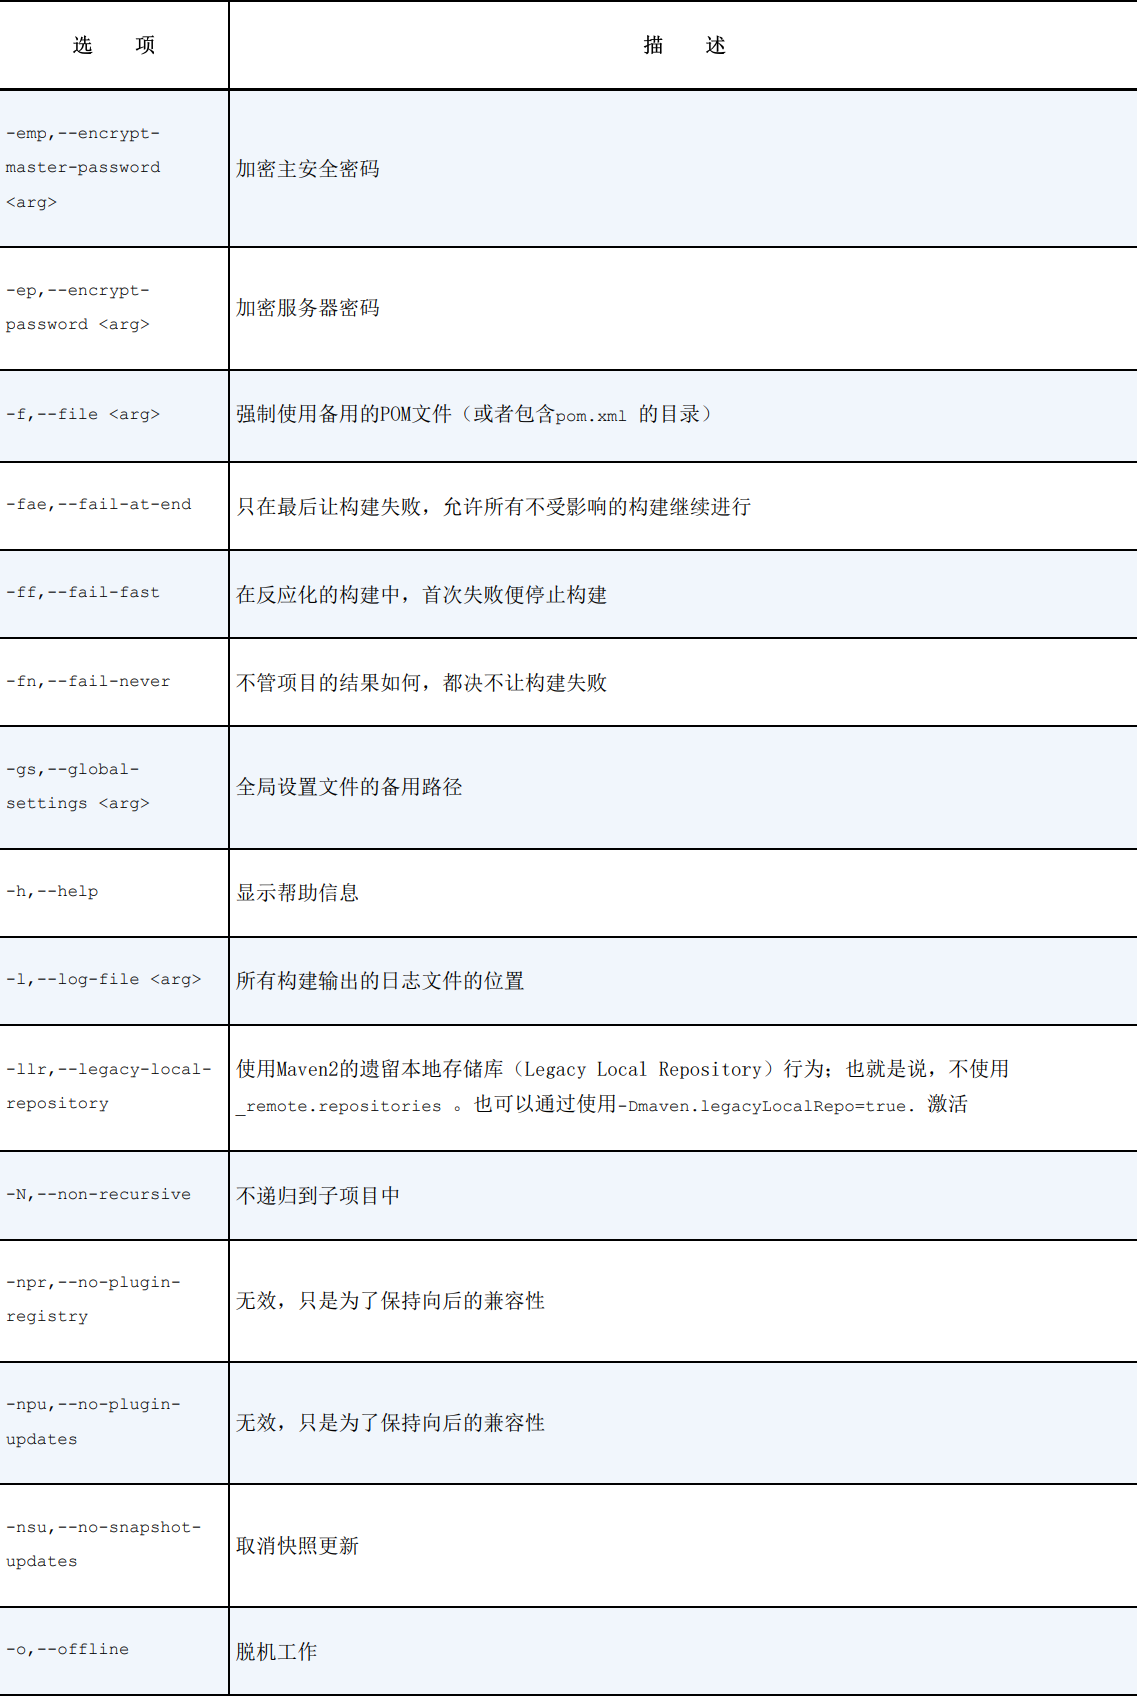 选 项
描 述
-emp,--encrypt-
master-password
<arg>
加密主安全密码
-ep,--encrypt-
password <arg>
加密服务器密码
-f,--file <arg>
强制使用备用的POM文件（或者包含pom.xml 的目录）
-fae,--fail-at-end
只在最后让构建失败，允许所有不受影响的构建继续进行
-ff,--fail-fast
在反应化的构建中，首次失败便停止构建
-fn,--fail-never
不管项目的结果如何，都决不让构建失败
-gs,--global-
settings <arg>
全局设置文件的备用路径
-h,--help
显示帮助信息
-l,--log-file <arg>
所有构建输出的日志文件的位置
-llr,--legacy-local-
repository
使用Maven2的遗留本地存储库（Legacy Local Repository）行为；也就是说，不使用
_remote.repositories 。也可以通过使用-Dmaven.legacyLocalRepo=true. 激活
-N,--non-recursive
不递归到子项目中
-npr,--no-plugin-
registry
无效，只是为了保持向后的兼容性
-npu,--no-plugin-
updates
无效，只是为了保持向后的兼容性
-nsu,--no-snapshot-
updates
取消快照更新
-o,--offline
脱机工作